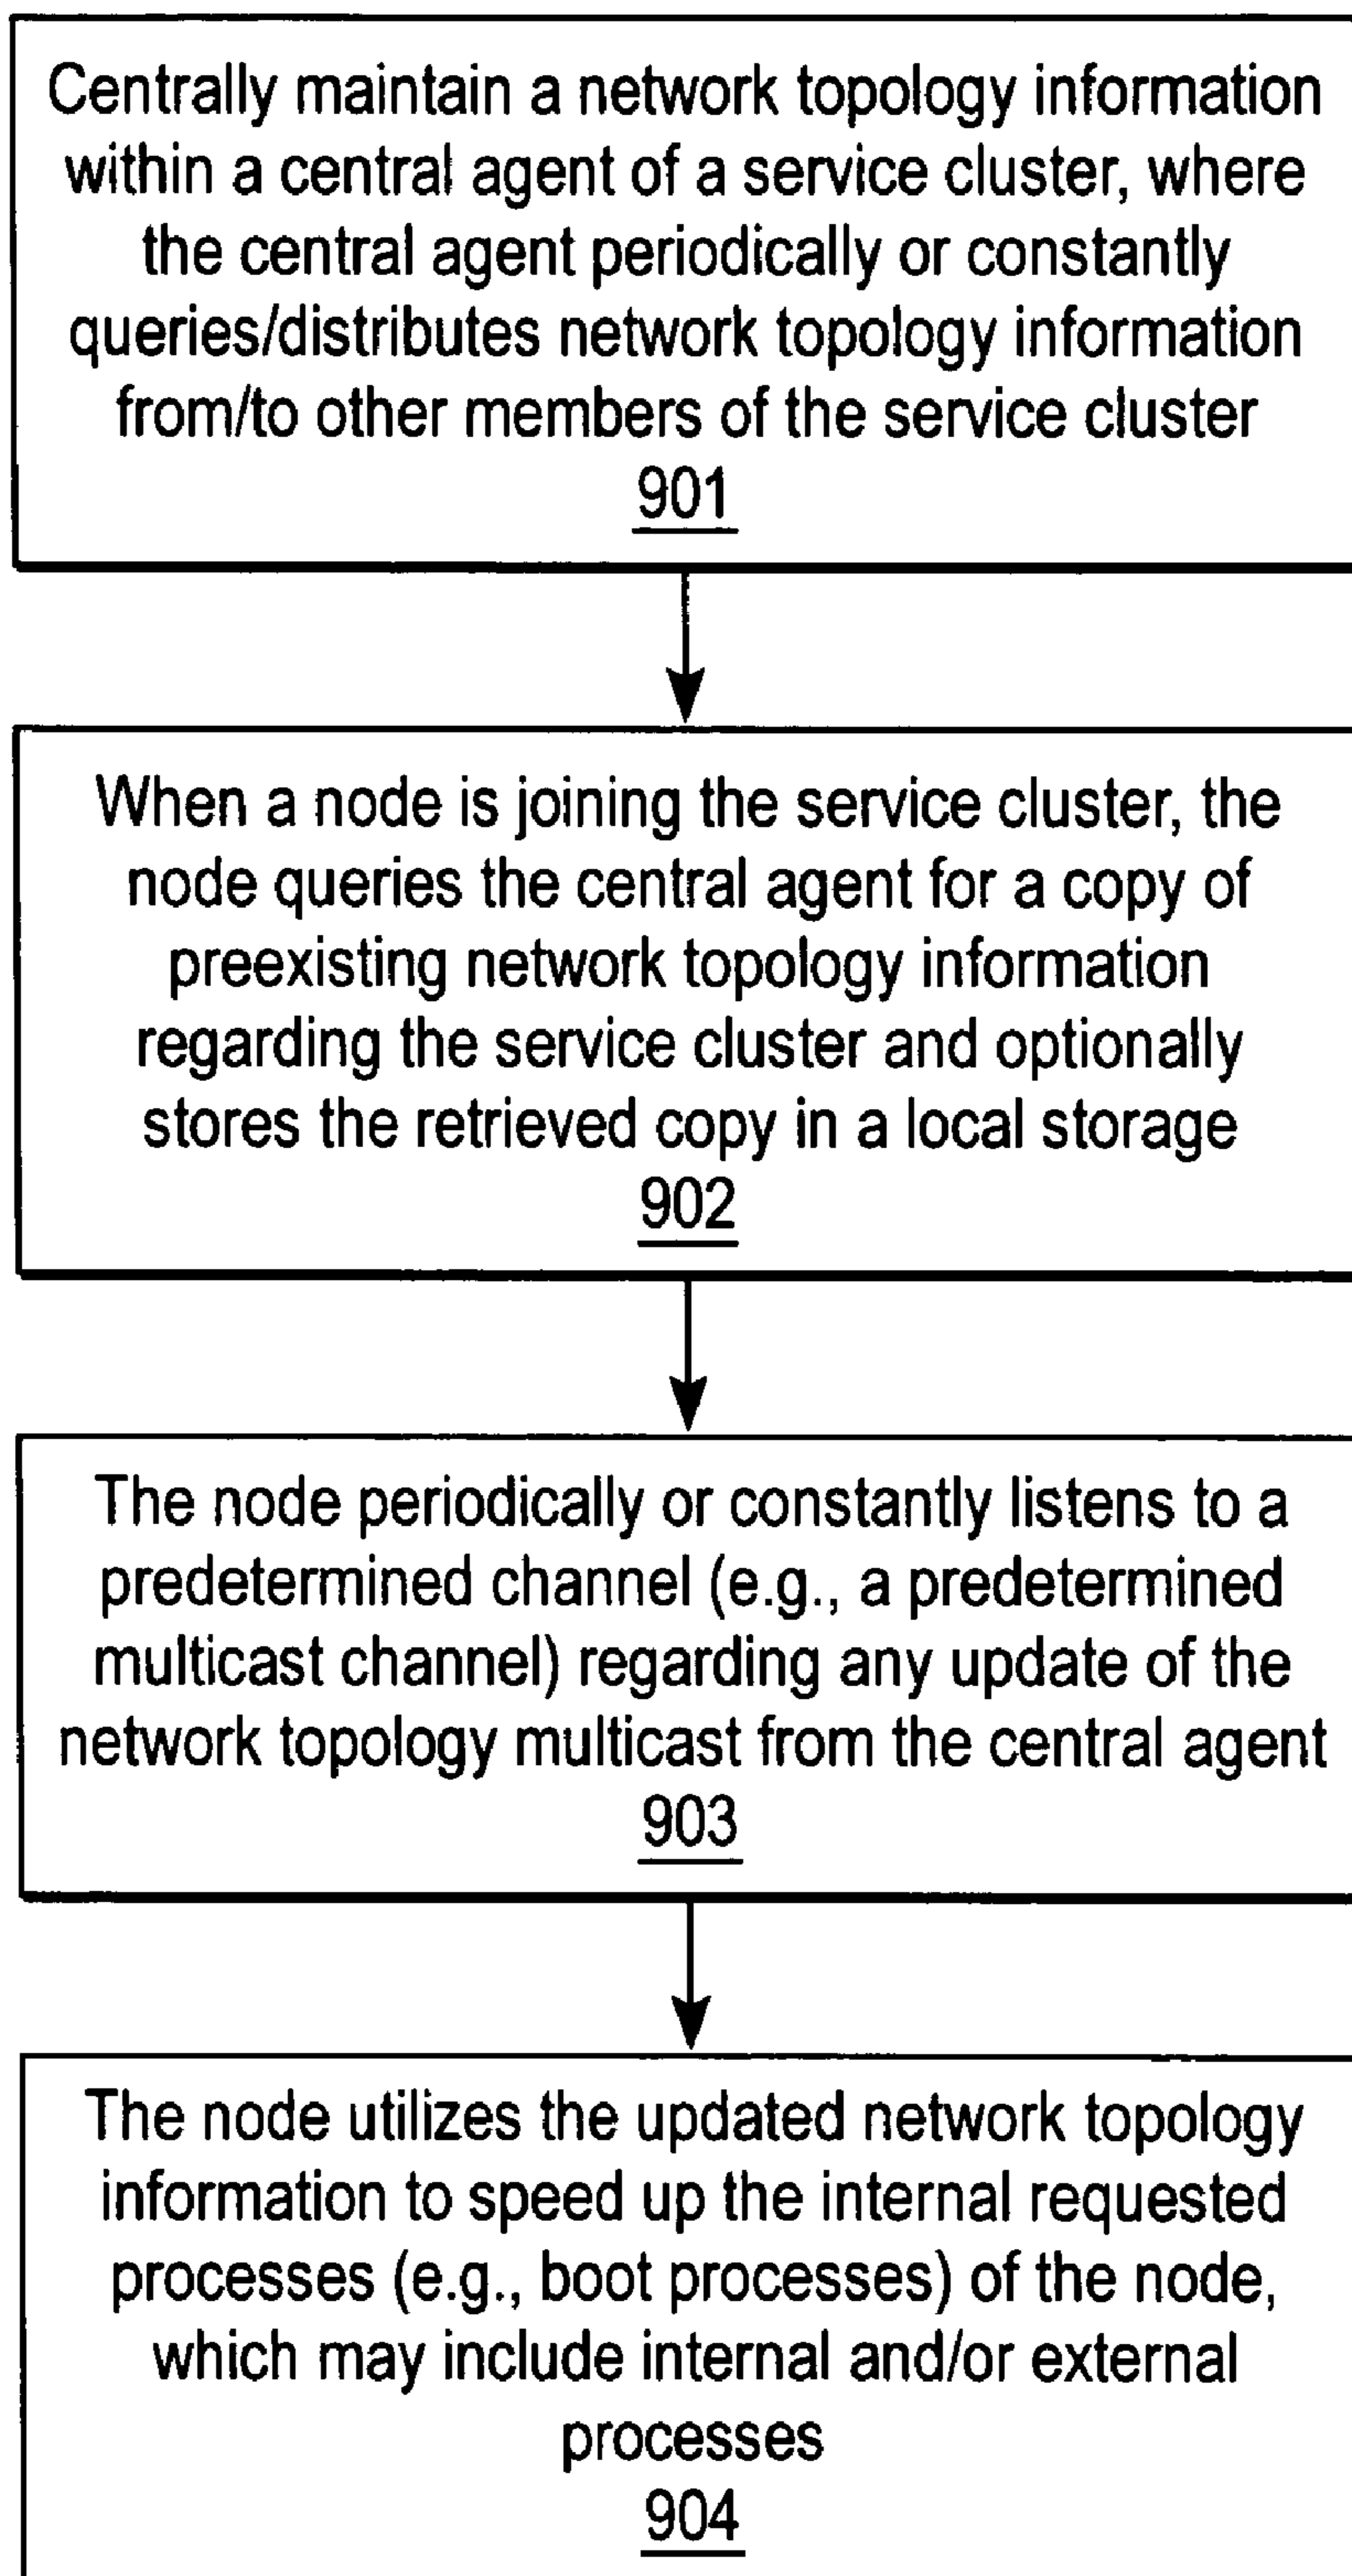 Centrally maintain a network topology information
within a central agent of a service cluster, where
the central agent periodically or constantly
queries/distributes network topology information
from/to other members of the service cluster
901
When a node is joining the service cluster, the
node queries the central agent for a copy of
preexisting network topology information
regarding the service cluster and optionally
stores the retrieved copy in a local storage
902
The node periodically or constantly listens to a
predetermined channel (e.g., a predetermined
multicast channel) regarding any update of the
network topology multicast from the central agent
903
The node utilizes the updated network topology
information to speed up the internal requested
processes (e.g., boot processes) of the node,
which may include internal and/or external
processes
904